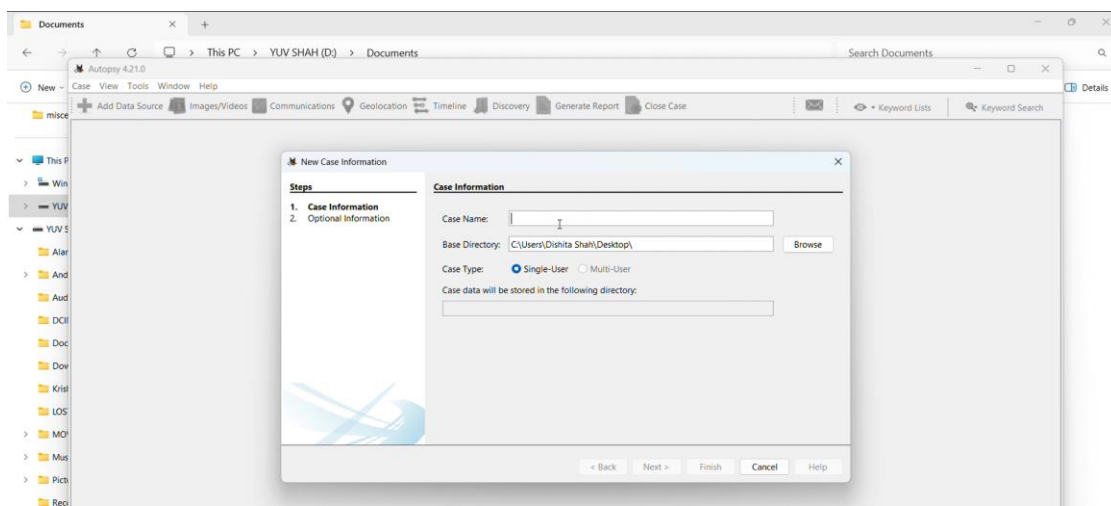 Documents
This PC > YUV SHAH (D:) > Documents
Search Documents
Autopsy 4.21.0
New
Case View Tools Window Help
Details
Add Data Source Images/Videos Communications Geolocation Timeline Discovery Generate Report Close Case Keyword Lists Keyword Search
misce
This P
Win
YUV
YUV S
Alar
And
Aud
DCI
Doc
Dow
Krisl
LOS
MO
Mus
Pict
Rec
New Case Information
Steps
1. Case Information
2. Optional Information
Case Information
Case Name:
Base Directory: C:\Users\Dishita Shah\Desktop\ Browse
Case Type: Single-User Multi-User
Case data will be stored in the following directory:
< Back Next > Finish Cancel Help